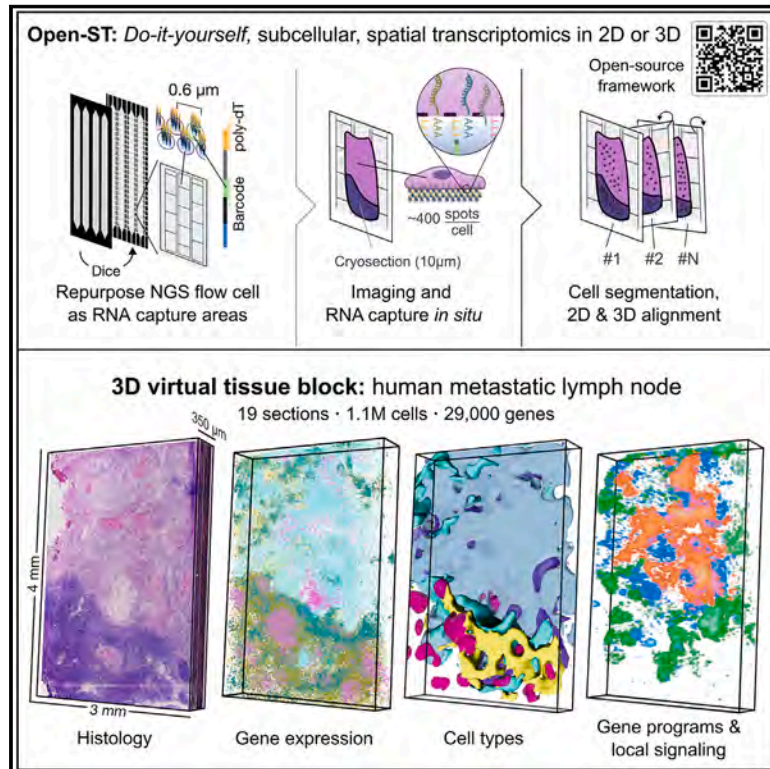 Open-ST: Do-it-yourself, subcellular, spatial transcriptomics in 2D or 3D
0.6 µm
poly-dT
Barcode
Dice
Repurpose NGS flow cell
as RNA capture areas
AAA
AAA
~400 spots
cell
Cryosection (10µm)
Imaging and
RNA capture in situ
Open-source
framework
#1
#2
#N
Cell segmentation,
2D & 3D alignment
3D virtual tissue block: human metastatic lymph node
19 sections · 1.1M cells · 29,000 genes
350 µm
4 mm
3 mm
Histology
Gene expression
Cell types
Gene programs &
local signaling